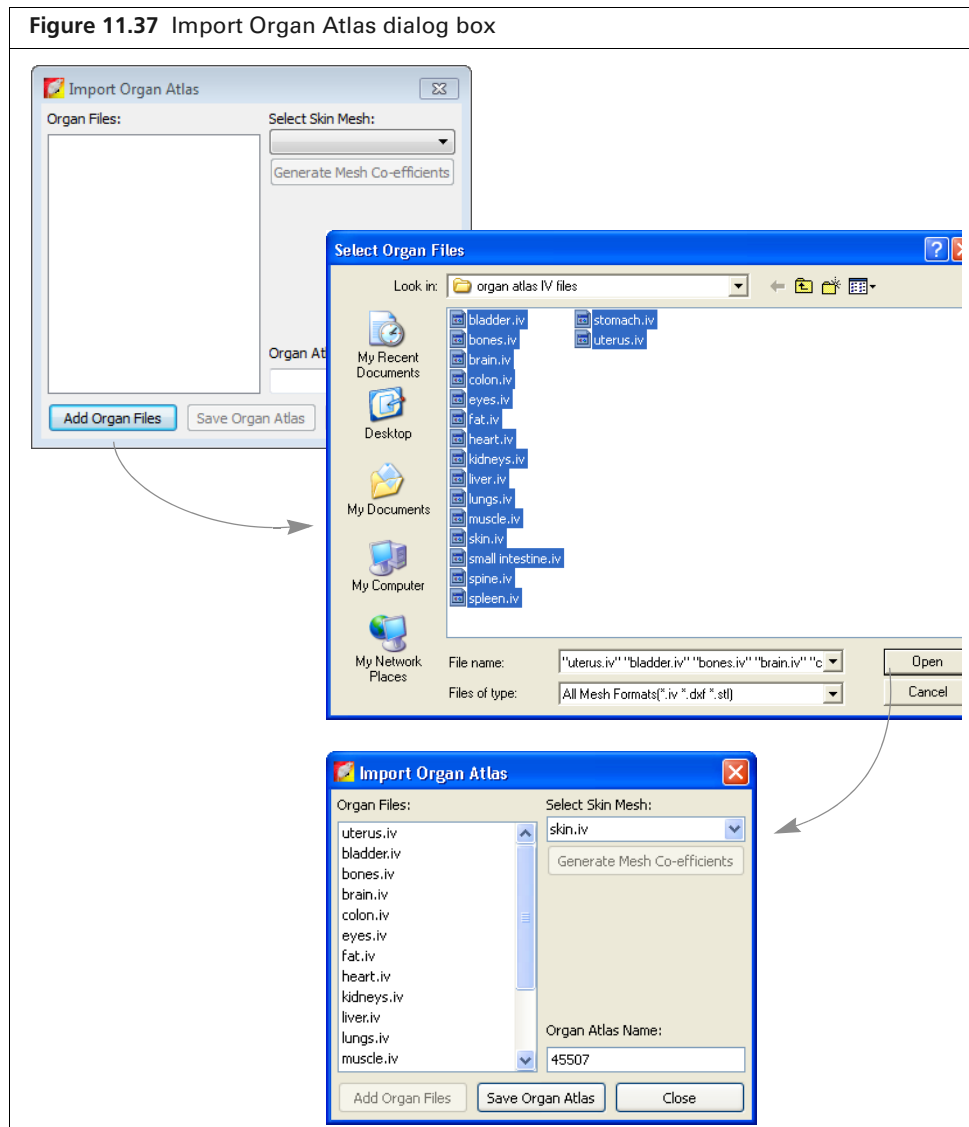 Figure 11.37 Import Organ Atlas dialog box
Import Organ Atlas
Organ Files:
Select Skin Mesh:
Generate Mesh Co-efficients
Organ At
Add Organ Files
Save Organ Atlas
Select Organ Files
Look in:
organ atlas IV files
My Recent
Documents
Desktop
My Documents
My Computer
My Network
Places
bladder.iv
bones.iv
brain.iv
colon.iv
eyes.iv
fat.iv
heart.iv
kidneys.iv
liver.iv
lungs.iv
muscle.iv
skin.iv
small intestine.iv
spine.iv
spleen.iv
stomach.iv
uterus.iv
File name:
"uterus.iv" "bladder.iv" "bones.iv" "brain.iv" "c
Open
Files of type:
All Mesh Formats(*.iv *.dxf *.stl)
Cancel
Import Organ Atlas
Organ Files:
uterus.iv
bladder.iv
bones.iv
brain.iv
colon.iv
eyes.iv
fat.iv
heart.iv
kidneys.iv
liver.iv
lungs.iv
muscle.iv
Select Skin Mesh:
skin.iv
Generate Mesh Co-efficients
Organ Atlas Name:
45507
Add Organ Files
Save Organ Atlas
Close